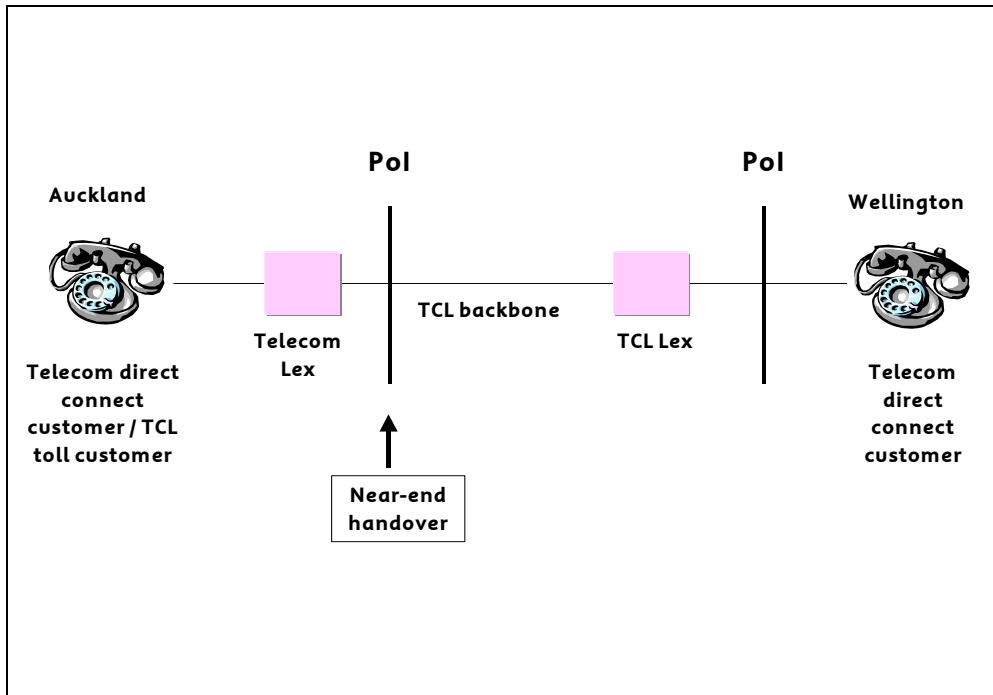 PoI
PoI
Auckland
Wellington
TCL backbone
Telecom
Lex
TCL Lex
Telecom direct
connect
customer / TCL
toll customer
Telecom
direct
connect
customer
Near-end
handover